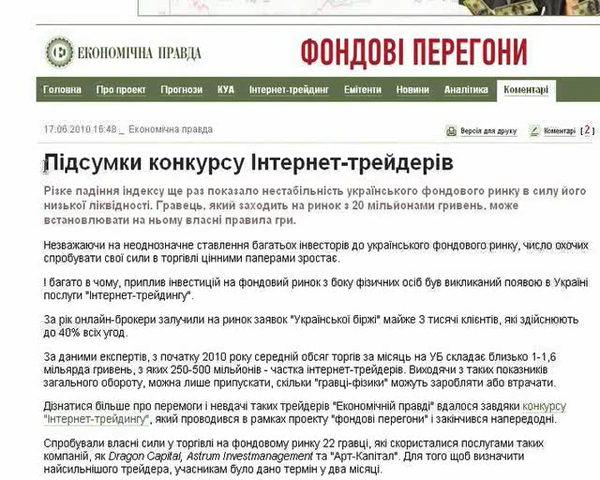 ЕКОНОМІЧНА ПРАВДА
ФОНДОВІ ПЕРЕГОНИ
Головна Про проект Прогнози КУА Інтернет-трейдинг Емітенти Новини Аналітика Коментарі
17.06.2010 16:48 _ Економічна правда Версія для друку Коментарі [ 2 ]
Підсумки конкурсу Інтернет-трейдерів
Різке падіння індексу ще раз показало нестабільність українського фондового ринку в силу його
низької ліквідності. Гравець, який заходить на ринок з 20 мільйонами гривень, може
встановлювати на ньому власні правила гри.
Незважаючи на неоднозначне ставлення багатьох інвесторів до українського фондового ринку, число охочих
спробувати свої сили в торгівлі цінними паперами зростає.
І багато в чому, приплив інвестицій на фондовий ринок з боку фізичних осіб був викликаний появою в Україні
послуги "Інтернет-трейдингу".
За рік онлайн-брокери залучили на ринок заявок "Української біржі" майже 3 тисячі клієнтів, які здійснюють
до 40% всіх угод.
За даними експертів, з початку 2010 року середній обсяг торгів за місяць на УБ складає близько 1-1,6
мільярда гривень, з яких 250-500 мільйонів - частка інтернет-трейдерів. Виходячи з таких показників
загального обороту, можна лише припускати, скільки "гравці-фізики" можуть заробляти або втрачати.
Дізнатися більше про перемоги і невдачі таких трейдерів "Економічній правді" вдалося завдяки конкурсу
"Інтернет-трейдингу", який проводився в рамках проекту "фондові перегони" і закінчився напередодні.
Спробували власні сили у торгівлі на фондовому ринку 22 гравці, які скористалися послугами таких
компаній, як Dragon Capital, Astrum Investmanagement та "Арт-Капітал". Для того щоб визначити
найсильнішого трейдера, учасникам було дано термін у два місяці.